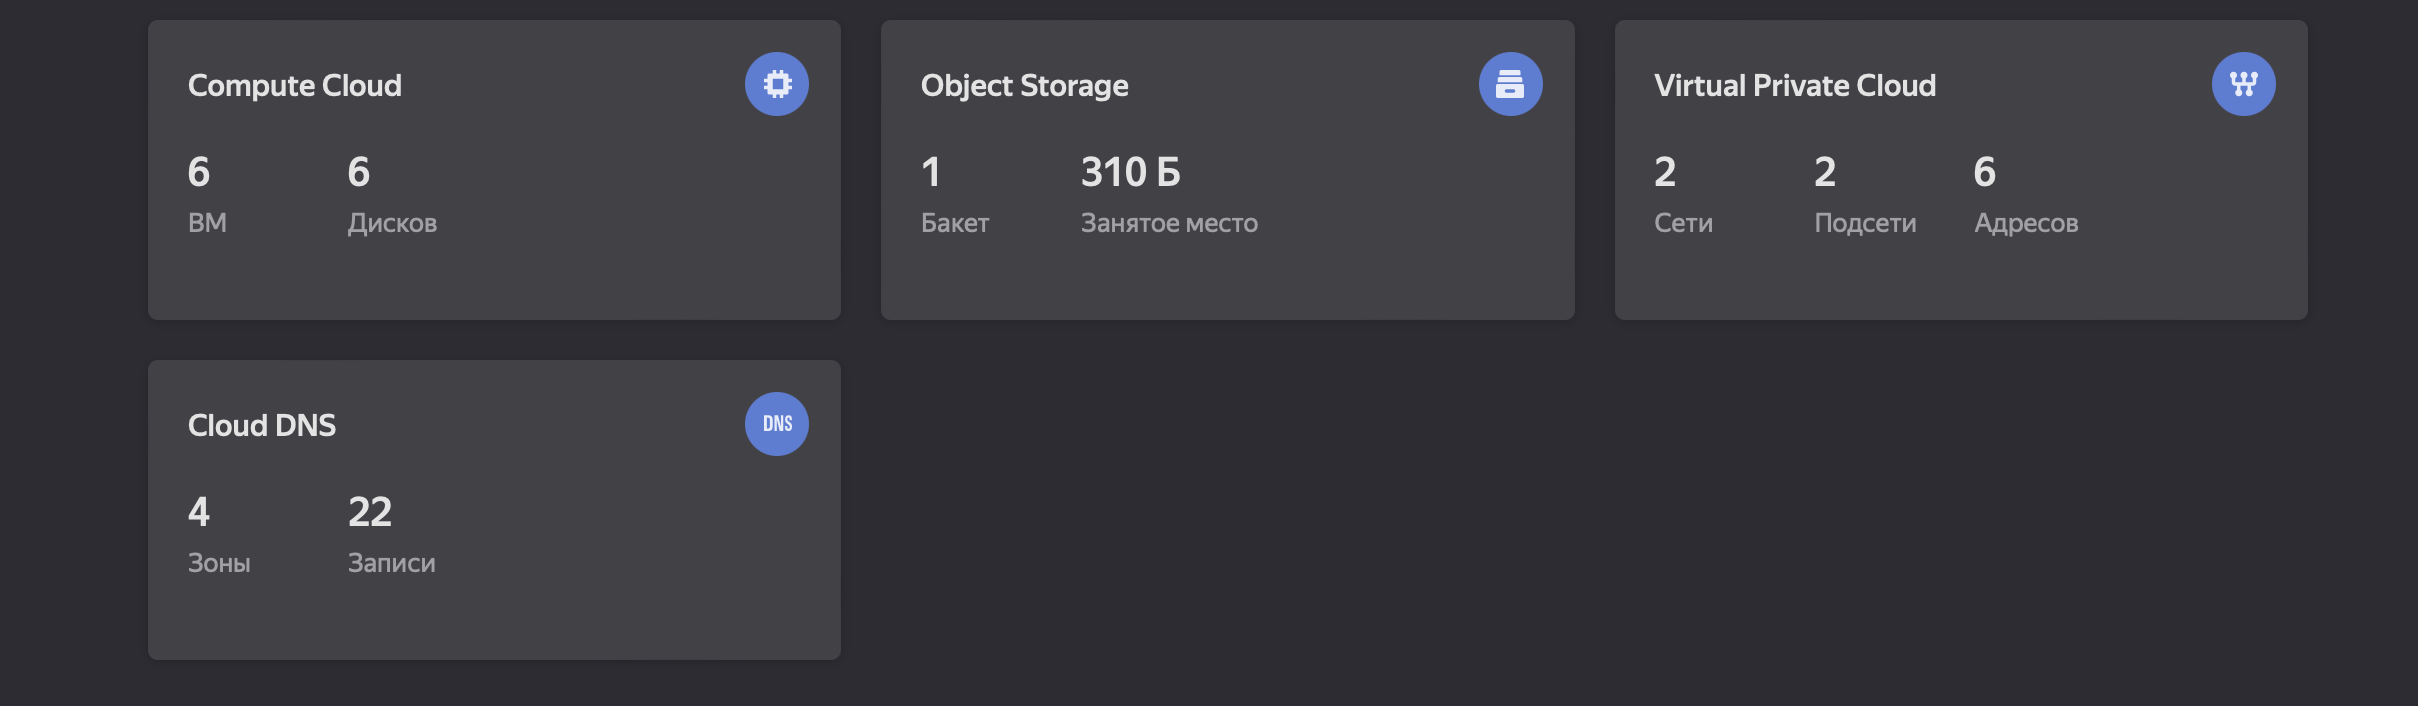 Compute Cloud
6 6
ВМ Дисков
Object Storage
1 310 Б
Бакет Занятое место
Virtual Private Cloud
2 2 6
Сети Подсети Адресов
Cloud DNS
DNS
4 22
Зоны Записи